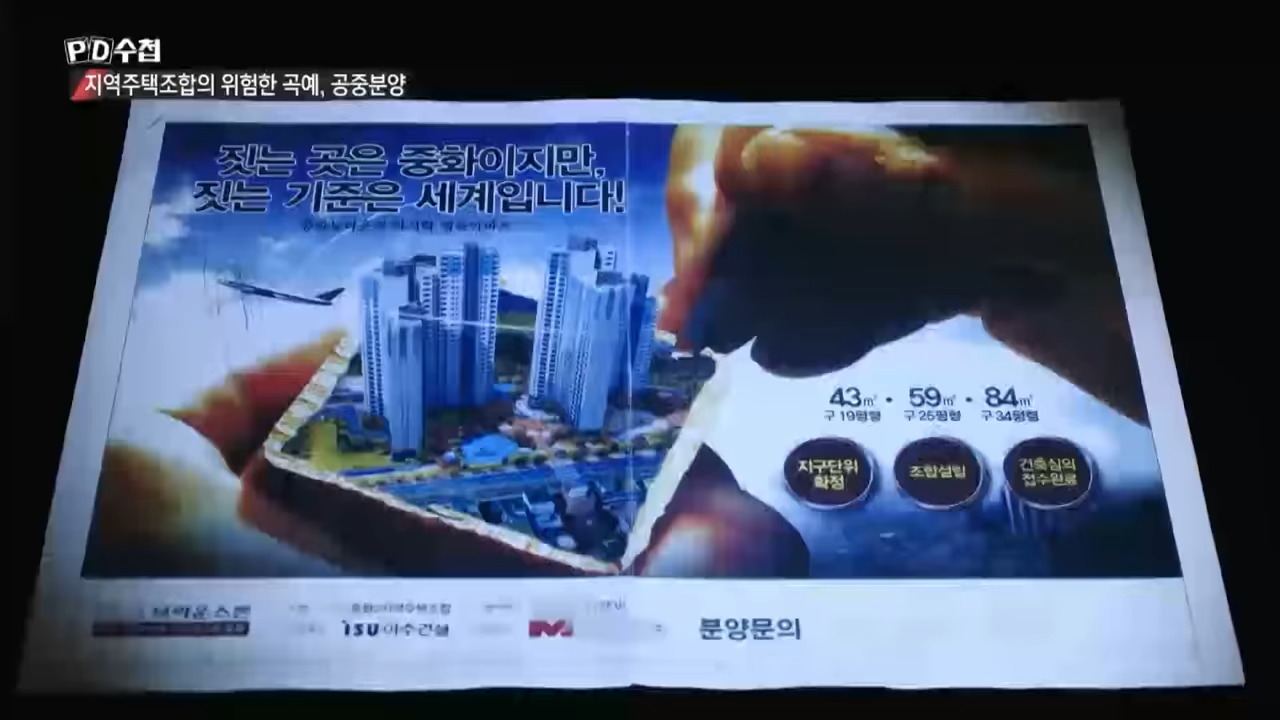 PD수첩
지역주택조합의 위험한 곡예, 공중분양
짓는 곳은 중화이지만,
짓는 기준은 세계입니다!
43㎡ · 59㎡ · 84㎡
구 19평형 구 25평형 구 34평형
지구단위
확정
조합설립
건축심의
접수완료
ISU 이수건설
분양문의